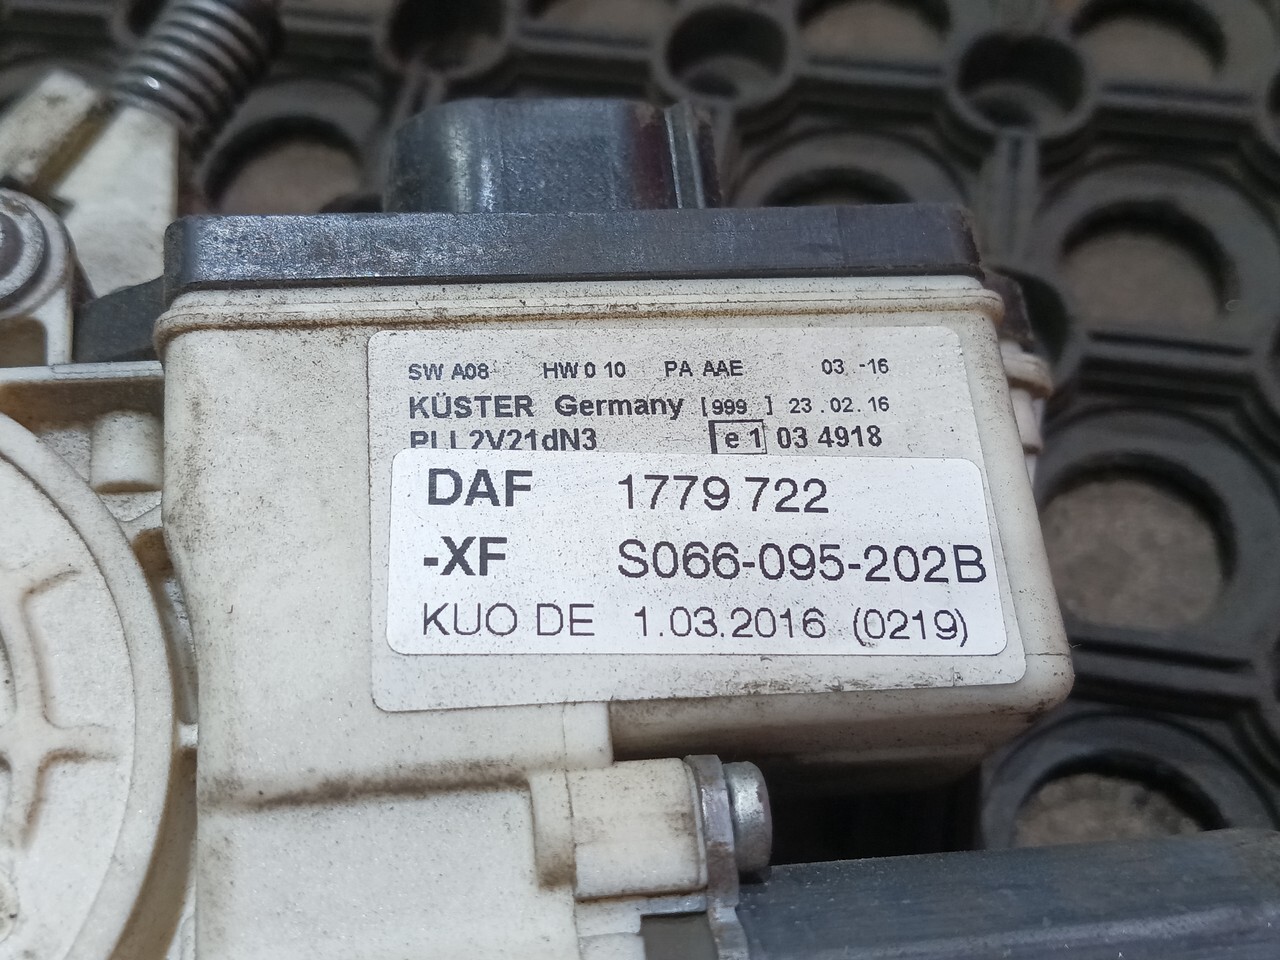 SW A08 HW 0 10 PA AAE 03.-16
KÜSTER Germany [999 ] 23.02.16
PLL2V21dN3 e1 03 4918
DAF 1779 722
-XF S066-095-202B
KUO DE 1.03.2016 (0219)